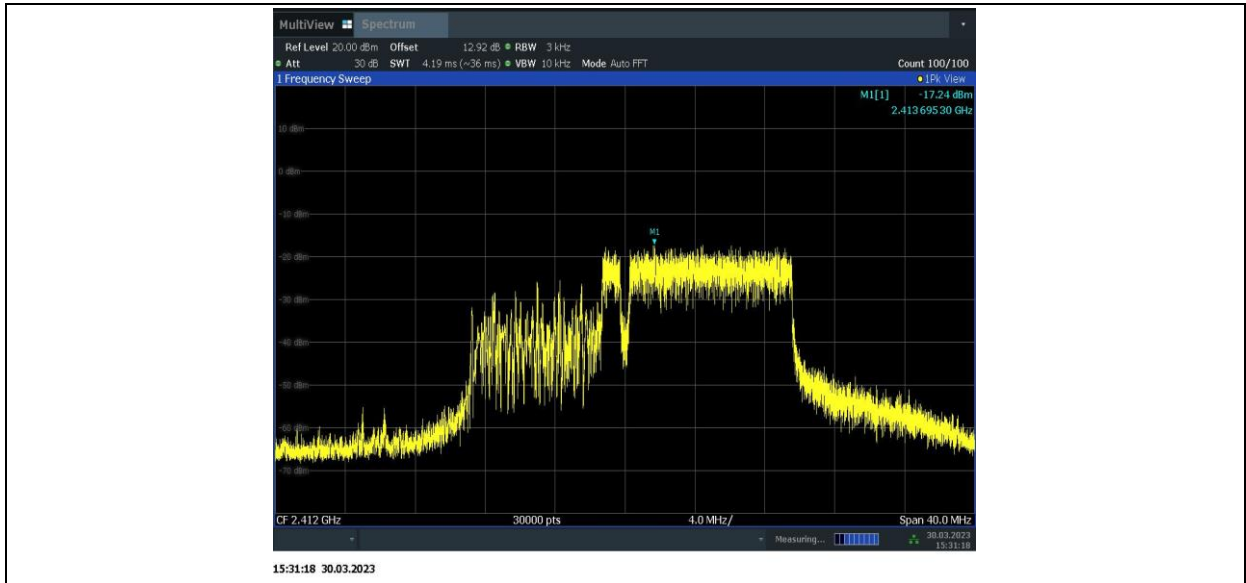 MultiView Spectrum
Ref Level 20.00 dBm Offset 12.92 dB RBW 3 kHz
Att 30 dB SWT 4.19 ms (~36 ms) VBW 10 kHz Mode Auto FFT Count 100/100
1 Frequency Sweep 1Pk View
M1[1] -17.24 dBm
2.41369530 GHz
10 dBm
0 dBm
-10 dBm
M1
-20 dBm
-30 dBm
-40 dBm
-50 dBm
-60 dBm
-70 dBm
CF 2.412 GHz 30000 pts 4.0 MHz/ Span 40.0 MHz
Measuring... 30.03.2023
15:31:18
15:31:18 30.03.2023